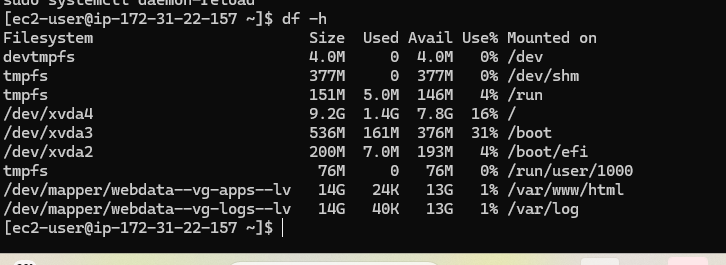 sudo systemctl daemon-reload
[ec2-user@ip-172-31-22-157 ~]$ df -h
Filesystem                        Size  Used Avail Use% Mounted on
devtmpfs                          4.0M     0  4.0M   0% /dev
tmpfs                             377M     0  377M   0% /dev/shm
tmpfs                             151M  5.0M  146M   4% /run
/dev/xvda4                        9.2G  1.4G  7.8G  16% /
/dev/xvda3                        536M  161M  376M  31% /boot
/dev/xvda2                        200M  7.0M  193M   4% /boot/efi
tmpfs                              76M     0   76M   0% /run/user/1000
/dev/mapper/webdata--vg-apps--lv   14G   24K   13G   1% /var/www/html
/dev/mapper/webdata--vg-logs--lv   14G   40K   13G   1% /var/log
[ec2-user@ip-172-31-22-157 ~]$